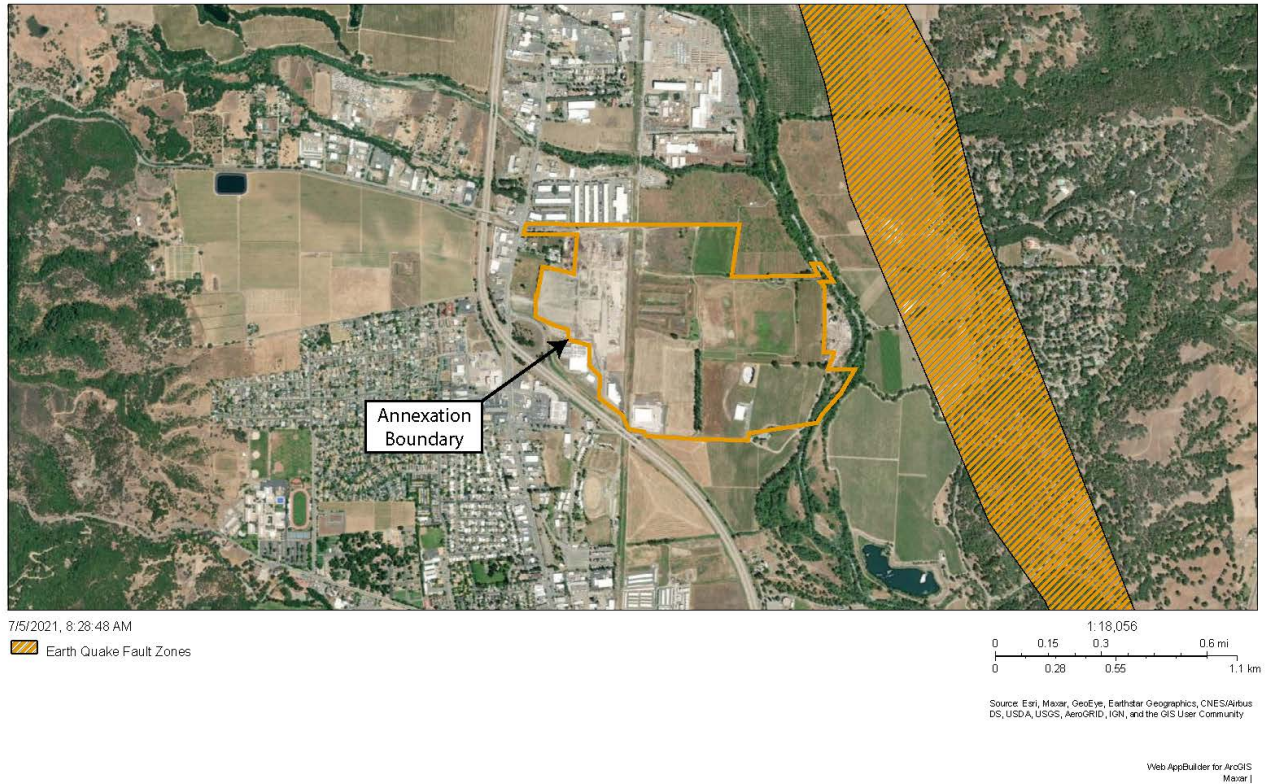 Annexation
Boundary
7/5/2021, 8:28:48 AM
Earth Quake Fault Zones
1:18,056
0 0.15 0.3 0.6 mi
0 0.28 0.55 1.1 km
Source: Esri, Maxar, GeoEye, Earthstar Geographics, CNES/Airbus
DS, USDA, USGS, AeroGRID, IGN, and the GIS User Community
Web AppBuilder for ArcGIS
Maxar |